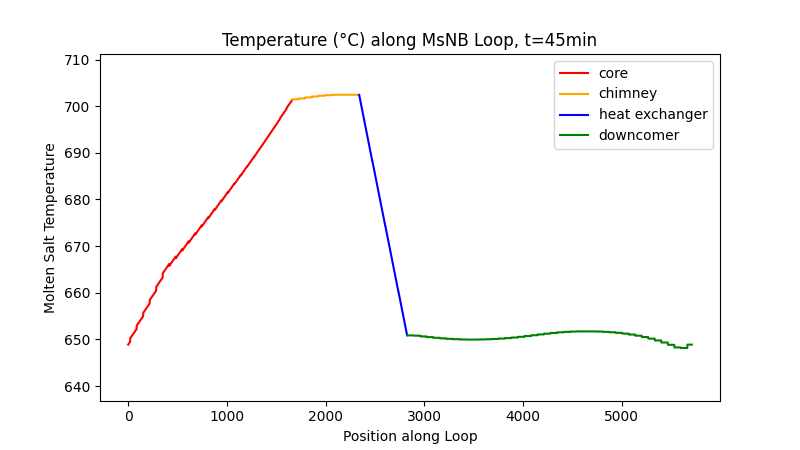 Temperature (°C) along MsNB Loop, t=45min
710
700
690
680
670
660
650
640
Molten Salt Temperature
core
chimney
heat exchanger
downcomer
0
1000
2000
3000
4000
5000
Position along Loop